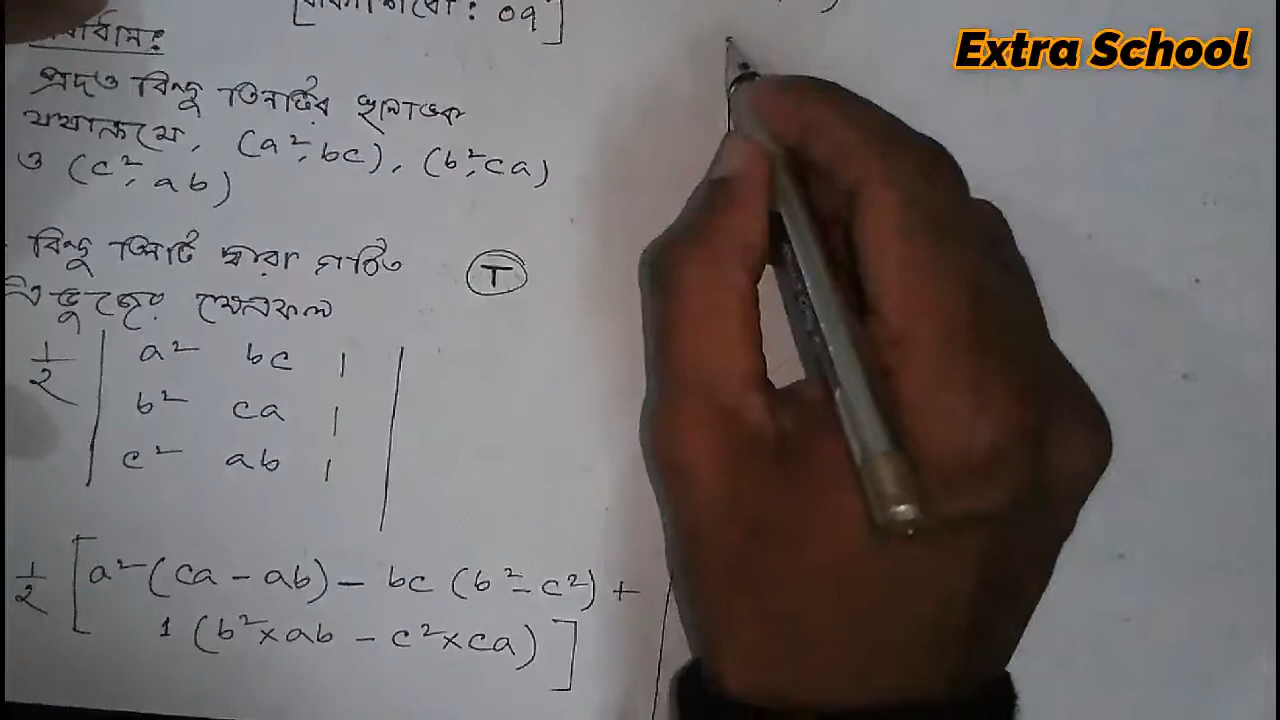 ০৭]
Extra School
প্রদত্ত বিন্দু তিনটির স্থানাঙ্ক
যথাক্রমে, (a², bc), (b², ca)
ও (c², ab)
বিন্দু তিনটি দ্বারা গঠিত
ত্রিভুজের ক্ষেত্রফল
T
1/2 | a² bc 1 |
b² ca 1
c² ab 1
1/2 [a² (ca - ab) - bc (b² - c²) +
1 (b² × ab - c² × ca)]